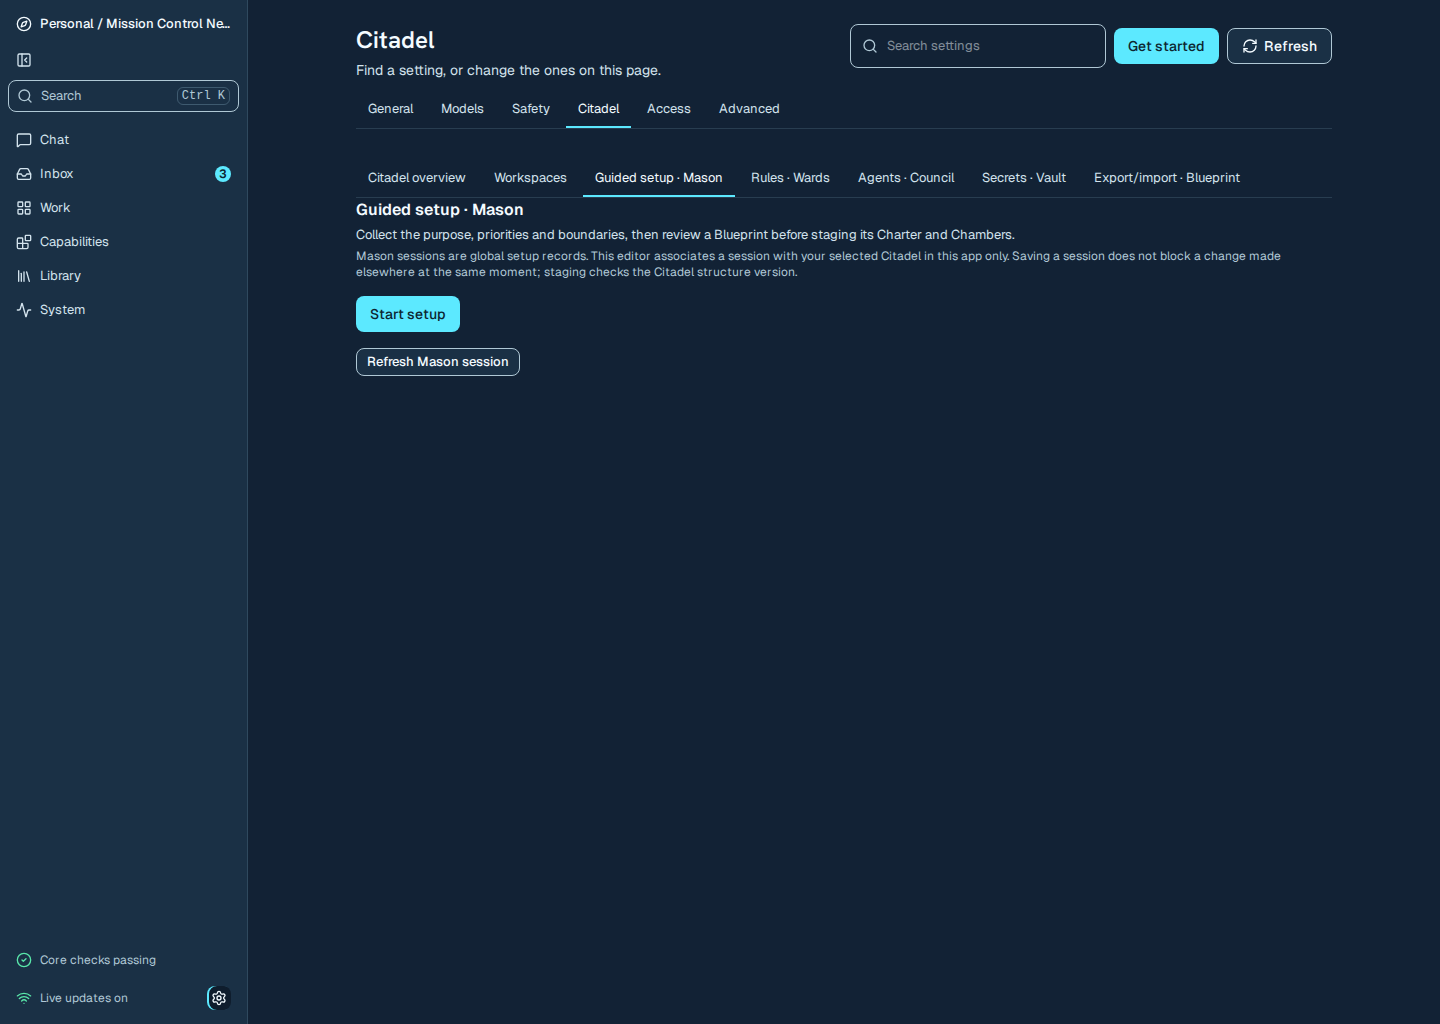 Personal / Mission Control Ne...
Search
Ctrl K
Chat
Inbox
3
Work
Capabilities
Library
System
Core checks passing
Live updates on
Citadel
Find a setting, or change the ones on this page.
Search settings
Get started
Refresh
General
Models
Safety
Citadel
Access
Advanced
Citadel overview
Workspaces
Guided setup · Mason
Rules · Wards
Agents · Council
Secrets · Vault
Export/import · Blueprint
Guided setup · Mason
Collect the purpose, priorities and boundaries, then review a Blueprint before staging its Charter and Chambers.
Mason sessions are global setup records. This editor associates a session with your selected Citadel in this app only. Saving a session does not block a change made
elsewhere at the same moment; staging checks the Citadel structure version.
Start setup
Refresh Mason session